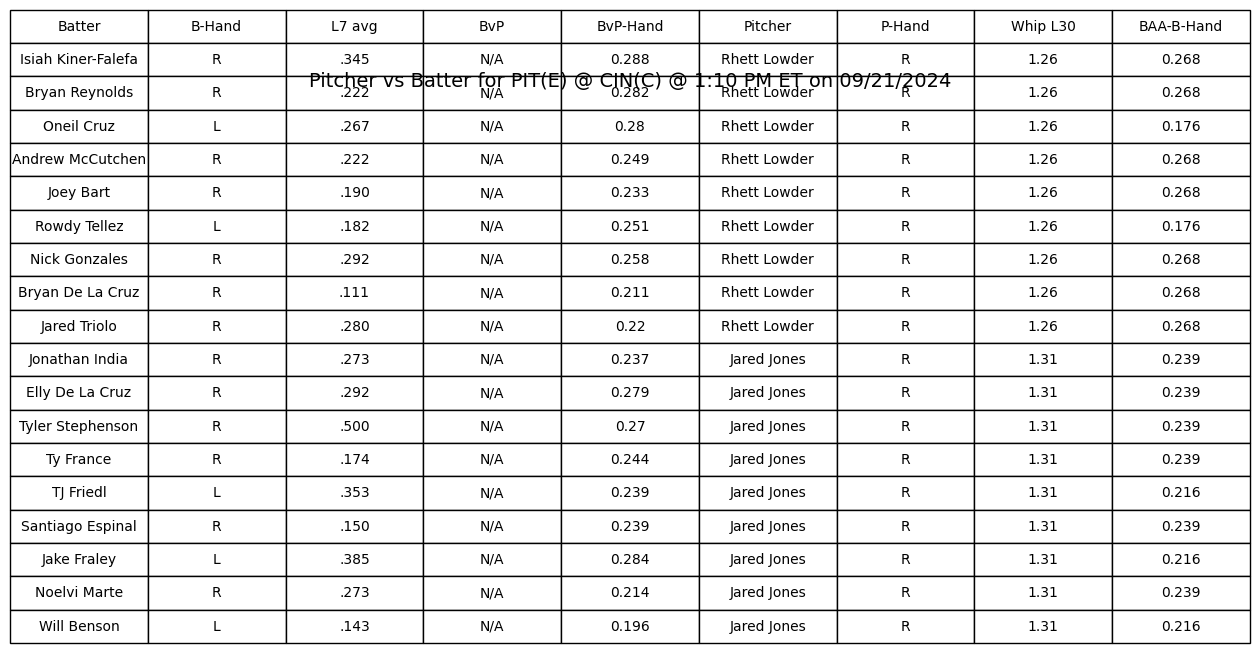 Batter B-Hand L7 avg BvP BvP-Hand Pitcher P-Hand Whip L30 BAA-B-Hand
Isiah Kiner-Falefa R .345 N/A 0.288 Rhett Lowder R 1.26 0.268
Pitcher vs Batter for PIT(E) @ CIN(C) @ 1:10 PM ET on 09/21/2024
Bryan Reynolds R .222 N/A 0.282 Rhett Lowder R 1.26 0.268
Oneil Cruz L .267 N/A 0.28 Rhett Lowder R 1.26 0.176
Andrew McCutchen R .222 N/A 0.249 Rhett Lowder R 1.26 0.268
Joey Bart R .190 N/A 0.233 Rhett Lowder R 1.26 0.268
Rowdy Tellez L .182 N/A 0.251 Rhett Lowder R 1.26 0.176
Nick Gonzales R .292 N/A 0.258 Rhett Lowder R 1.26 0.268
Bryan De La Cruz R .111 N/A 0.211 Rhett Lowder R 1.26 0.268
Jared Triolo R .280 N/A 0.22 Rhett Lowder R 1.26 0.268
Jonathan India R .273 N/A 0.237 Jared Jones R 1.31 0.239
Elly De La Cruz R .292 N/A 0.279 Jared Jones R 1.31 0.239
Tyler Stephenson R .500 N/A 0.27 Jared Jones R 1.31 0.239
Ty France R .174 N/A 0.244 Jared Jones R 1.31 0.239
TJ Friedl L .353 N/A 0.239 Jared Jones R 1.31 0.216
Santiago Espinal R .150 N/A 0.239 Jared Jones R 1.31 0.239
Jake Fraley L .385 N/A 0.284 Jared Jones R 1.31 0.216
Noelvi Marte R .273 N/A 0.214 Jared Jones R 1.31 0.239
Will Benson L .143 N/A 0.196 Jared Jones R 1.31 0.216